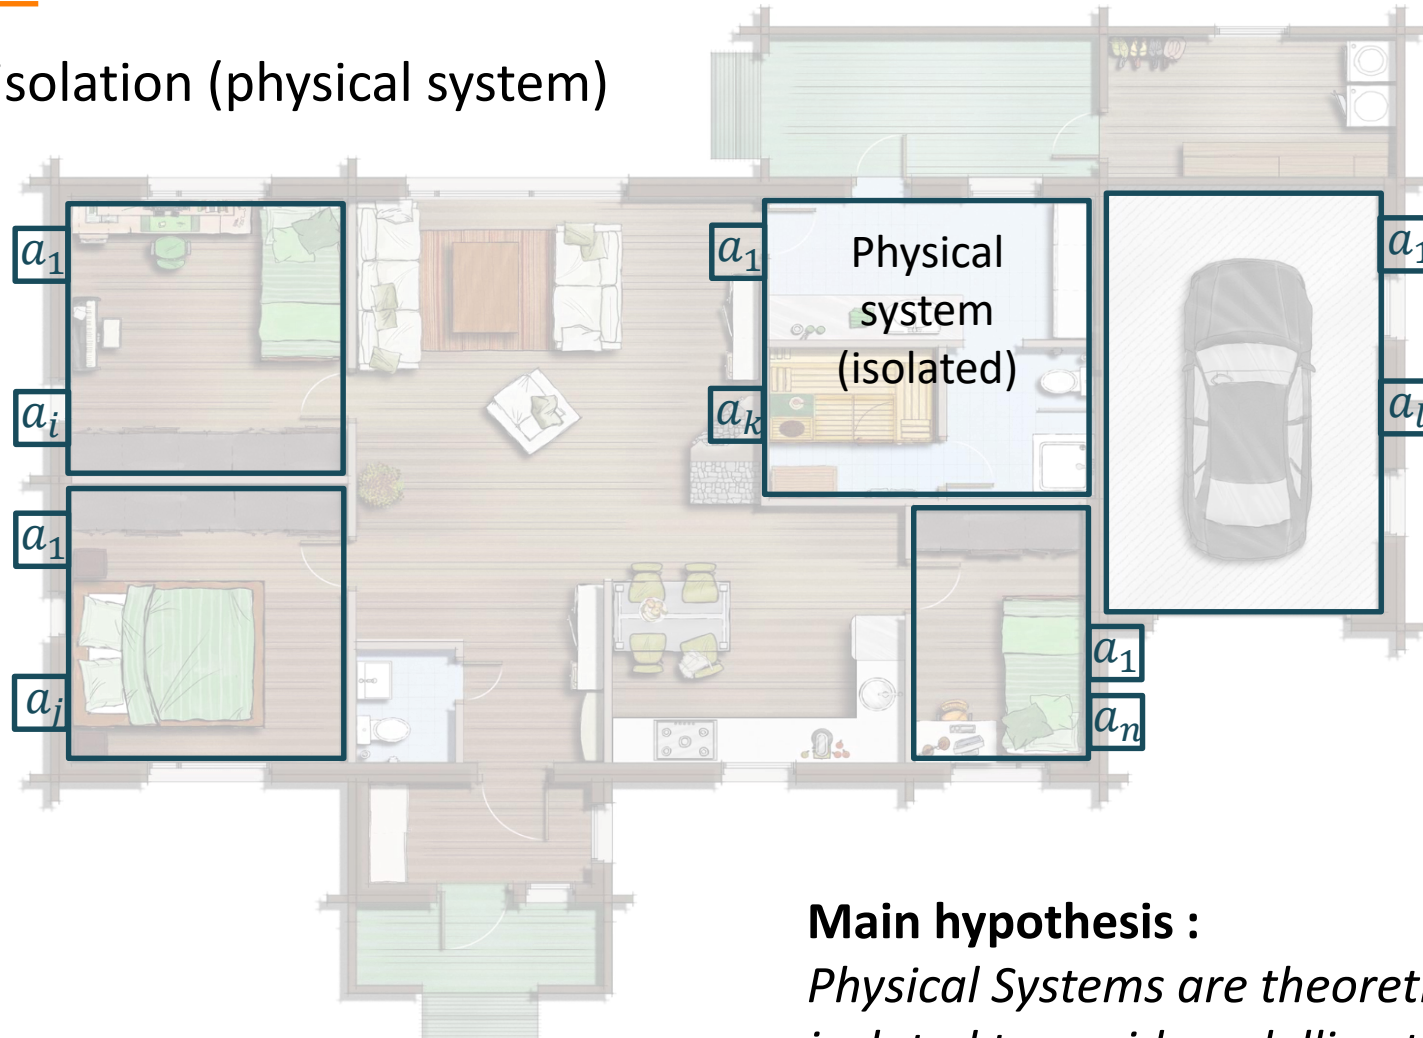 solation (physical system)
a₁
a₁
a₁
Physical
system
(isolated)
aᵢ
aₖ
a₁
aⱼ
a₁
aₙ
Main hypothesis :
Physical Systems are theoret